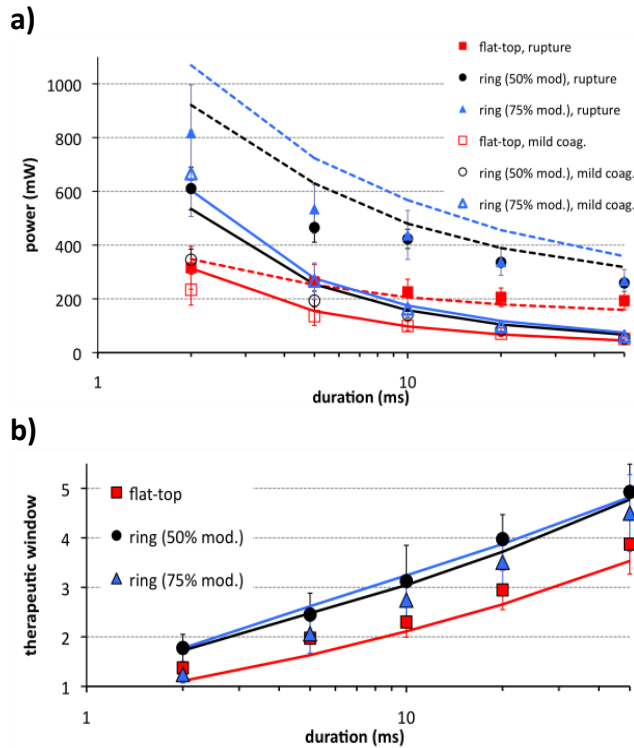 a)
flat-top, rupture
ring (50% mod), rupture
ring (75% mod.), rupture
flat-top, mild coag.
ring (50% mod.), mild coag.
ring (75% mod.), mild coag.
1000
800
600
400
200
0
power (mW)
1
10
duration (ms)
b)
flat-top
ring (50% mod.)
ring (75% mod.)
5
4
3
2
1
therapeutic window
1
10
duration (ms)